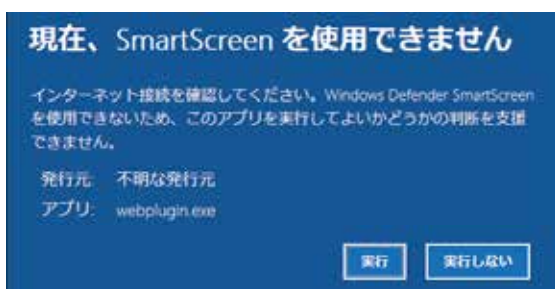 現在、SmartScreen を使用できません
インターネット接続を確認してください。Windows Defender SmartScreen
を使用できないため、このアプリを実行してよいかどうかの判断を支援
できません。
発行元: 不明な発行元
アプリ: webplugin.exe
実行 実行しない